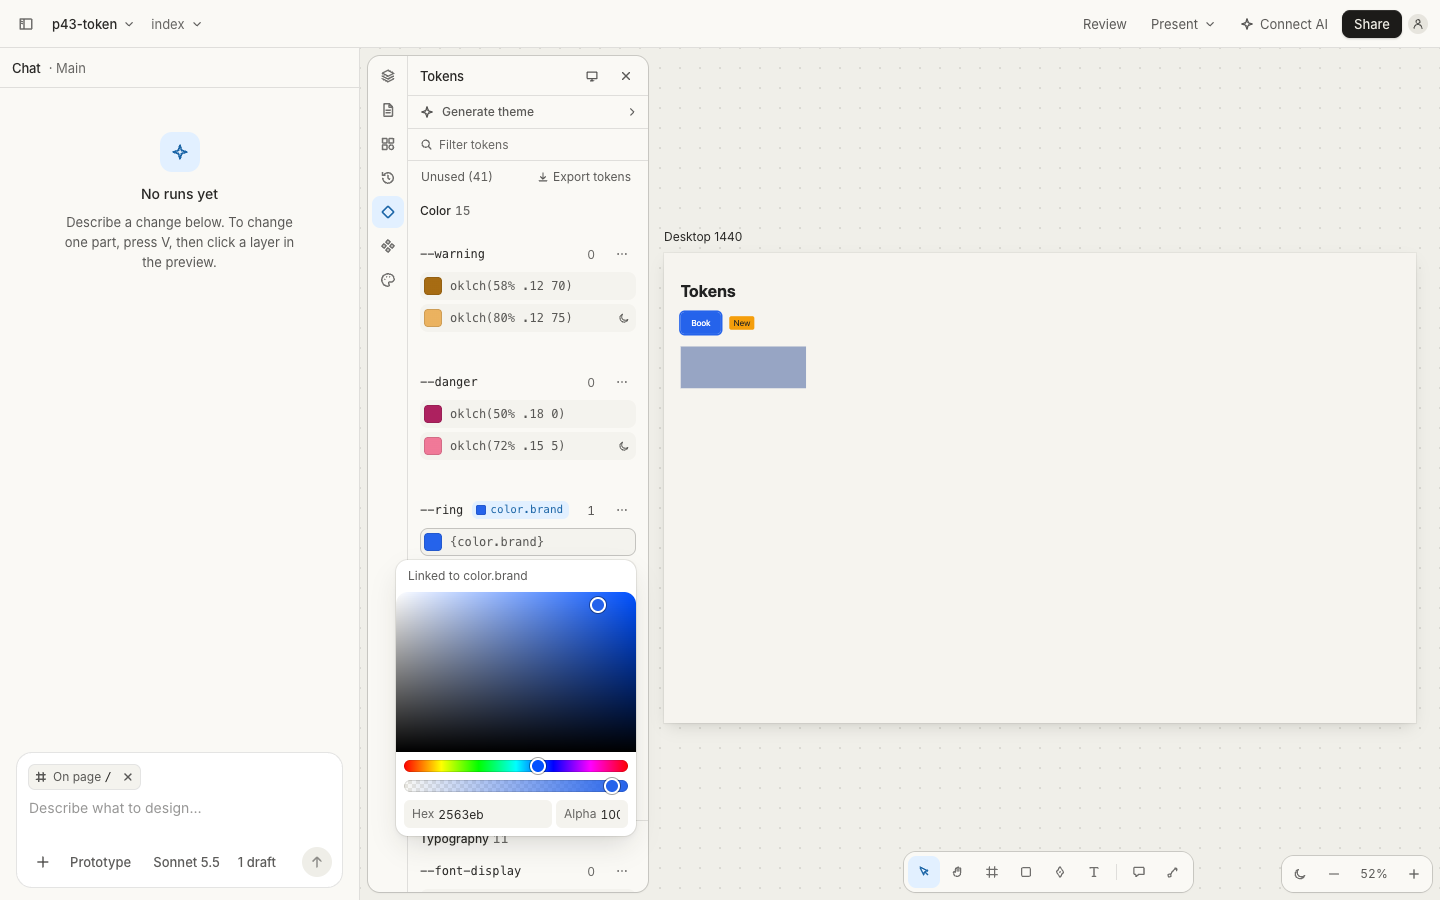 p43-token
index
Review
Present
Connect AI
Share
Chat · Main
No runs yet
Describe a change below. To change
one part, press V, then click a layer in
the preview.
On page /
Describe what to design...
Prototype
Sonnet 5.5
1 draft
Tokens
Generate theme
Filter tokens
Unused (41)
Export tokens
Color 15
--warning 0
oklch(58% .12 70)
oklch(80% .12 75)
--danger 0
oklch(50% .18 0)
oklch(72% .15 5)
--ring color.brand 1
{color.brand}
Linked to color.brand
Hex 2563eb
Alpha 100
Typography 11
--font-display 0
Desktop 1440
Tokens
Book
New
52%